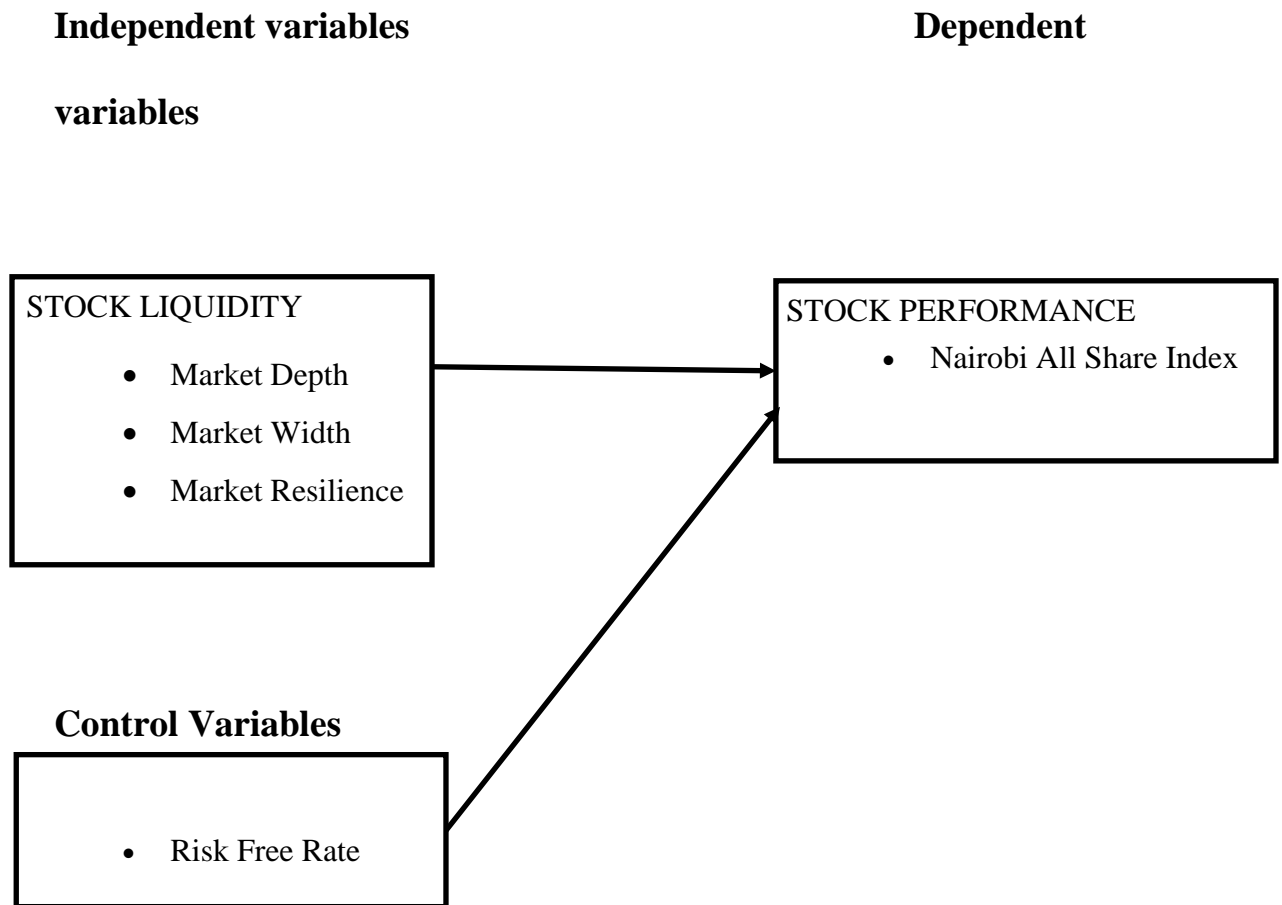 Independent variables Dependent
variables
STOCK LIQUIDITY
• Market Depth
• Market Width
• Market Resilience
STOCK PERFORMANCE
• Nairobi All Share Index
Control Variables
• Risk Free Rate